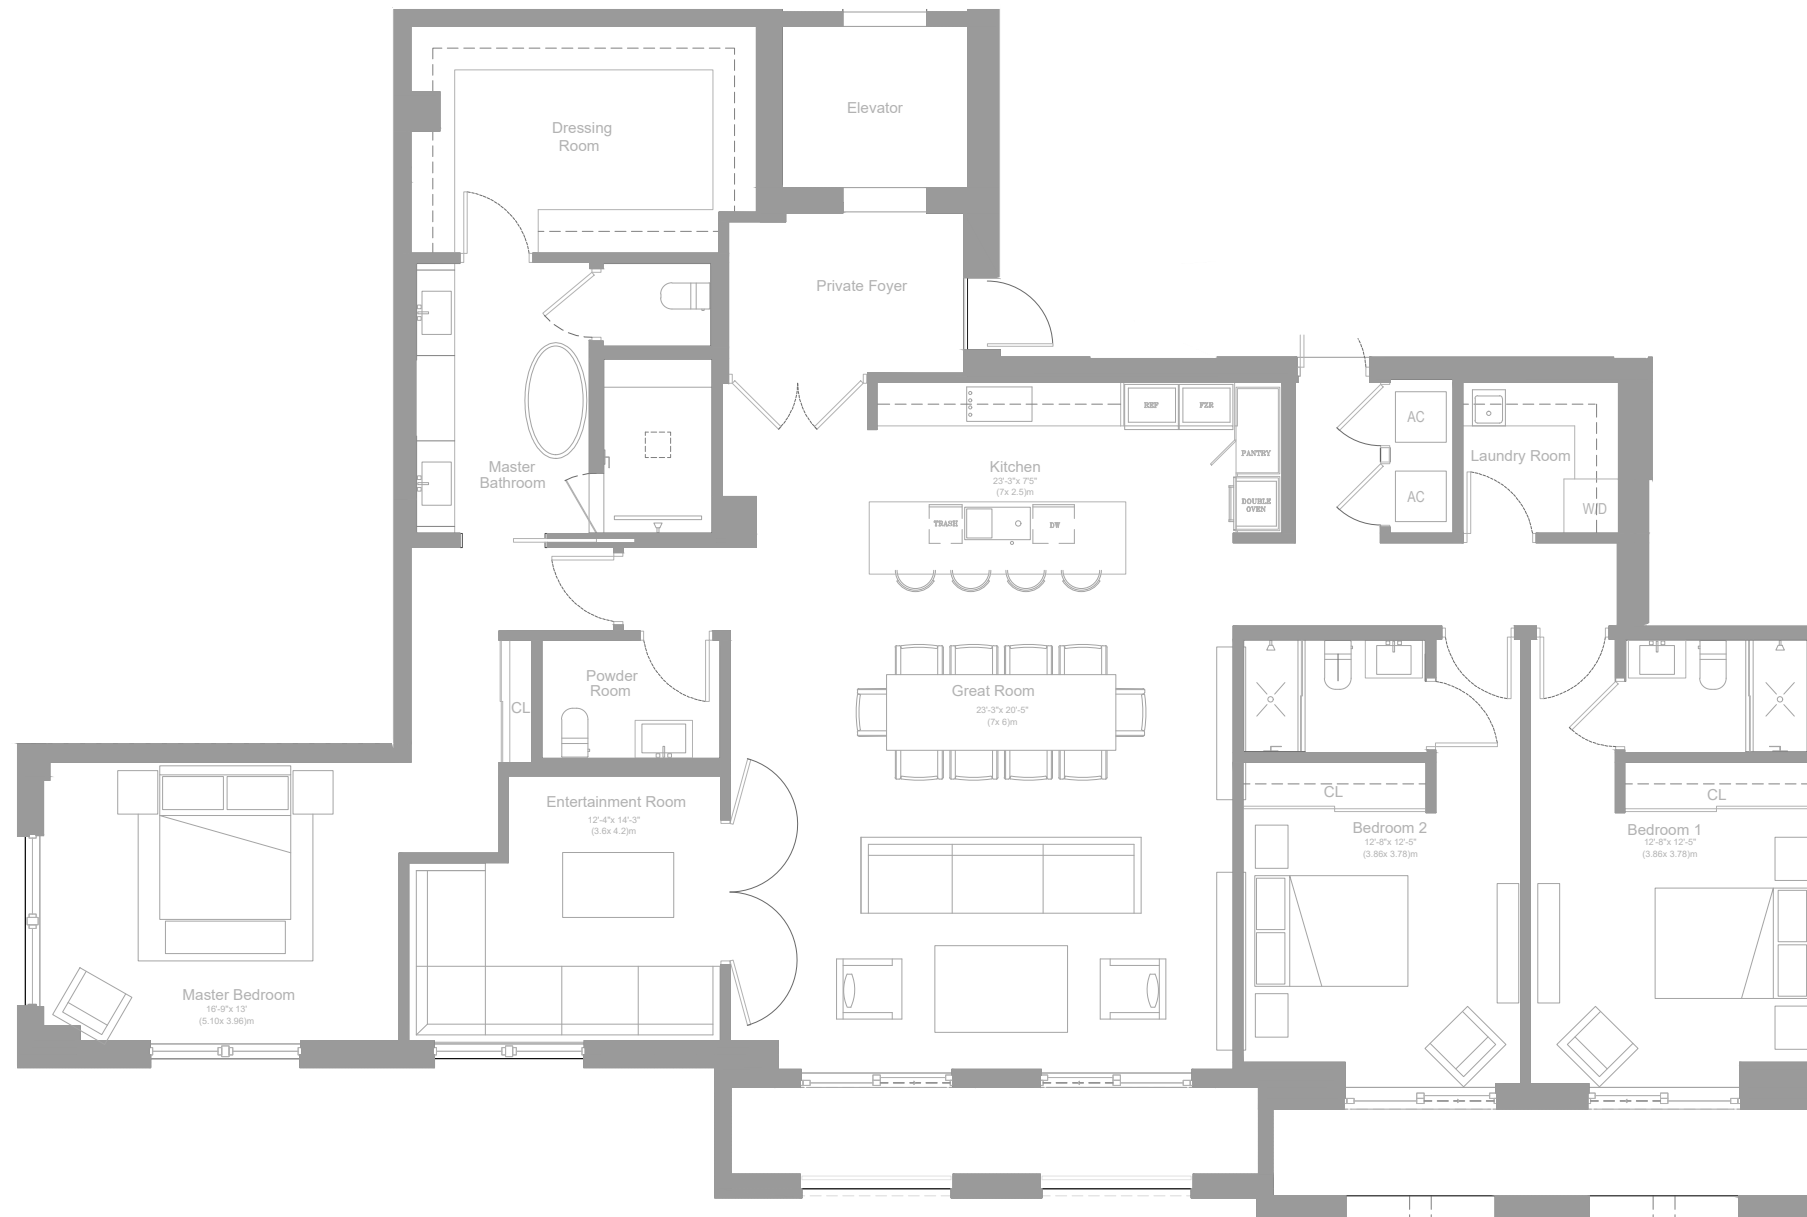 Elevator
Dressing
Room
Private Foyer
REF
FZR
AC
PANTRY
Laundry Room
Master
Bathroom
Kitchen
23'-3"x 7'5"
(7x 2.5)m
DOUBLE
OVEN
AC
W/D
TRASH
DW
Powder
Room
CL
Great Room
23'-3"x 20'-5"
(7x 6)m
Entertainment Room
12'-4"x 14'-3"
(3.6x 4.2)m
CL
CL
Bedroom 2
12'-8"x 12'-5"
(3.86x 3.78)m
Bedroom 1
12'-8"x 12'-5"
(3.86x 3.78)m
Master Bedroom
16'-9"x 13'
(5.10x 3.96)m